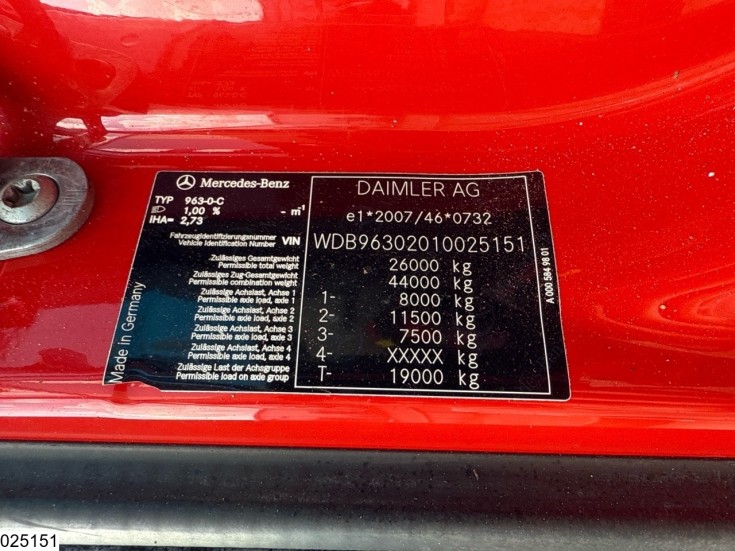 Mercedes-Benz
TYP 963-0-C
1,00 % - m⁻¹
IHA= 2,73
Fahrzeugidentifizierungsnummer
Vehicle Identification Number VIN
Zulässiges Gesamtgewicht
Permissible total weight
Zulässiges Zug-Gesamtgewicht
Permissible combination weight
Zulässige Achslast, Achse 1
Permissible axle load, axle 1
Zulässige Achslast, Achse 2
Permissible axle load, axle 2
Zulässige Achslast, Achse 3
Permissible axle load, axle 3
Zulässige Achslast, Achse 4
Permissible axle load, axle 4
Zulässige Last der Achsgruppe
Permissible load on axle group
Made in Germany
DAIMLER AG
e1*2007/46*0732
WDB96302010025151
26000 kg
44000 kg
1- 8000 kg
2- 11500 kg
3- 7500 kg
4- XXXXX kg
T- 19000 kg
A 000 584 98 01
025151